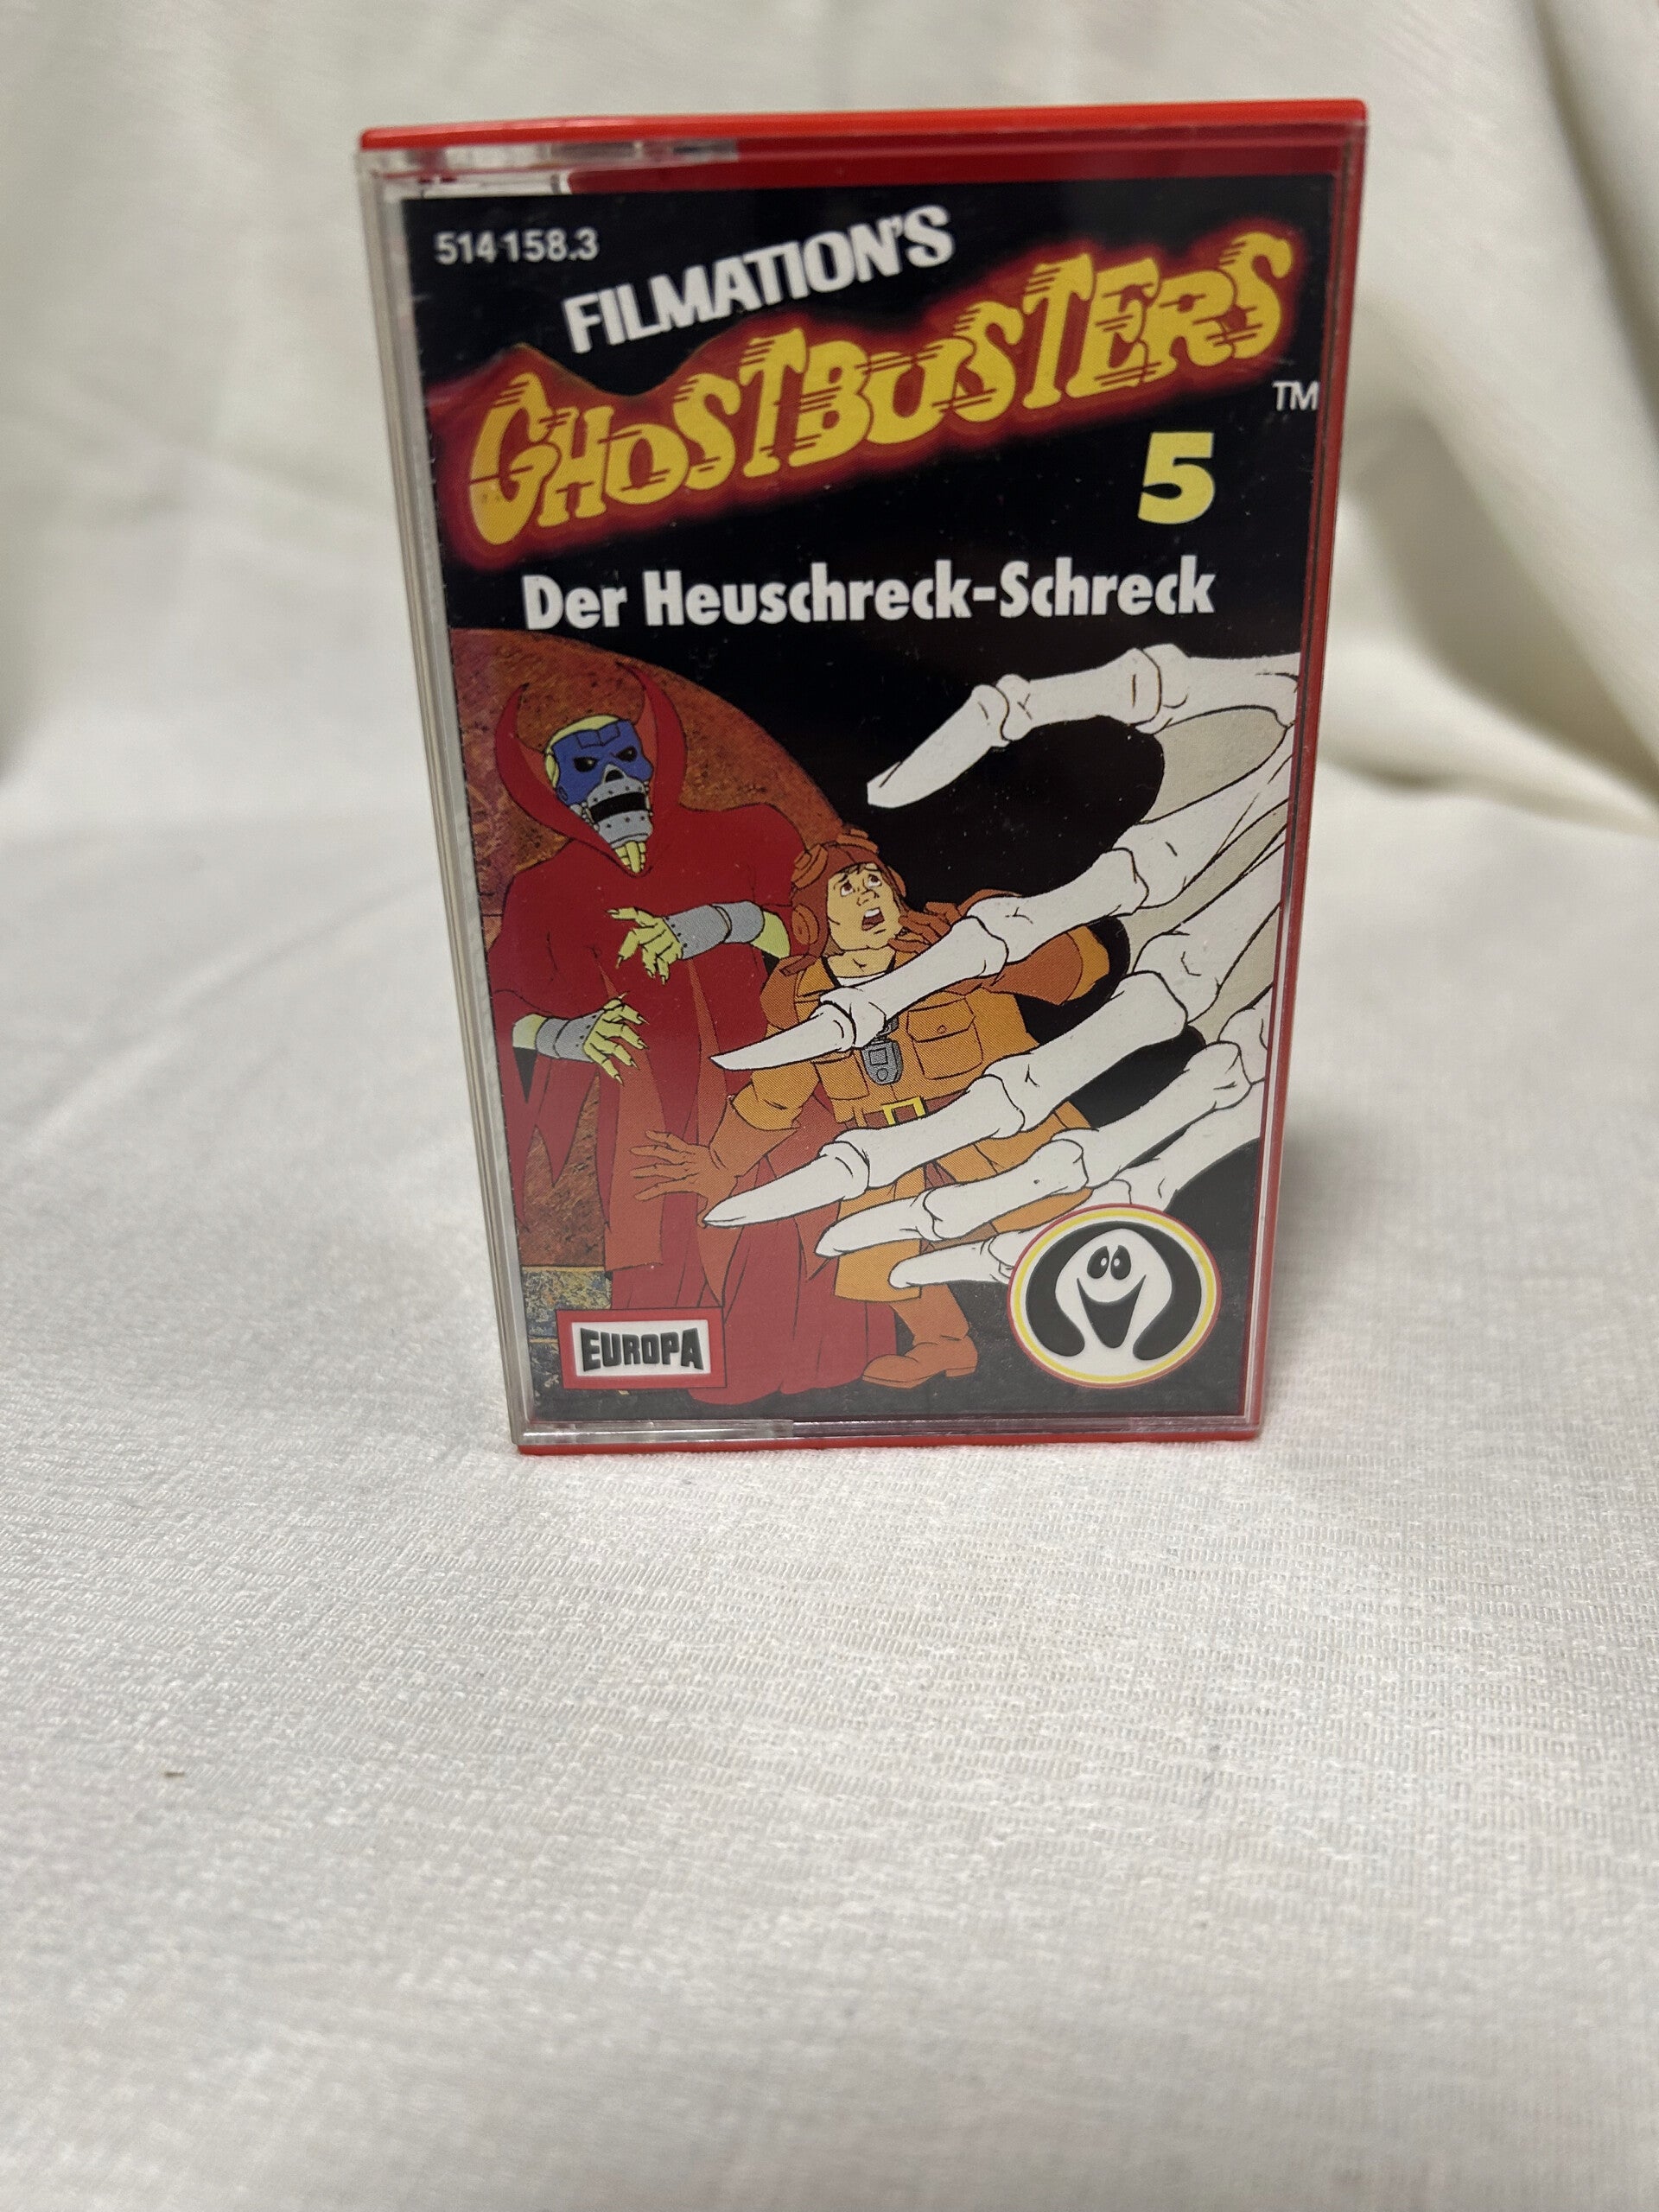 514 158.3
FILMATION'S
GHOSTBUSTERS
TM
5
Der Heuschreck-Schreck
EUROPA